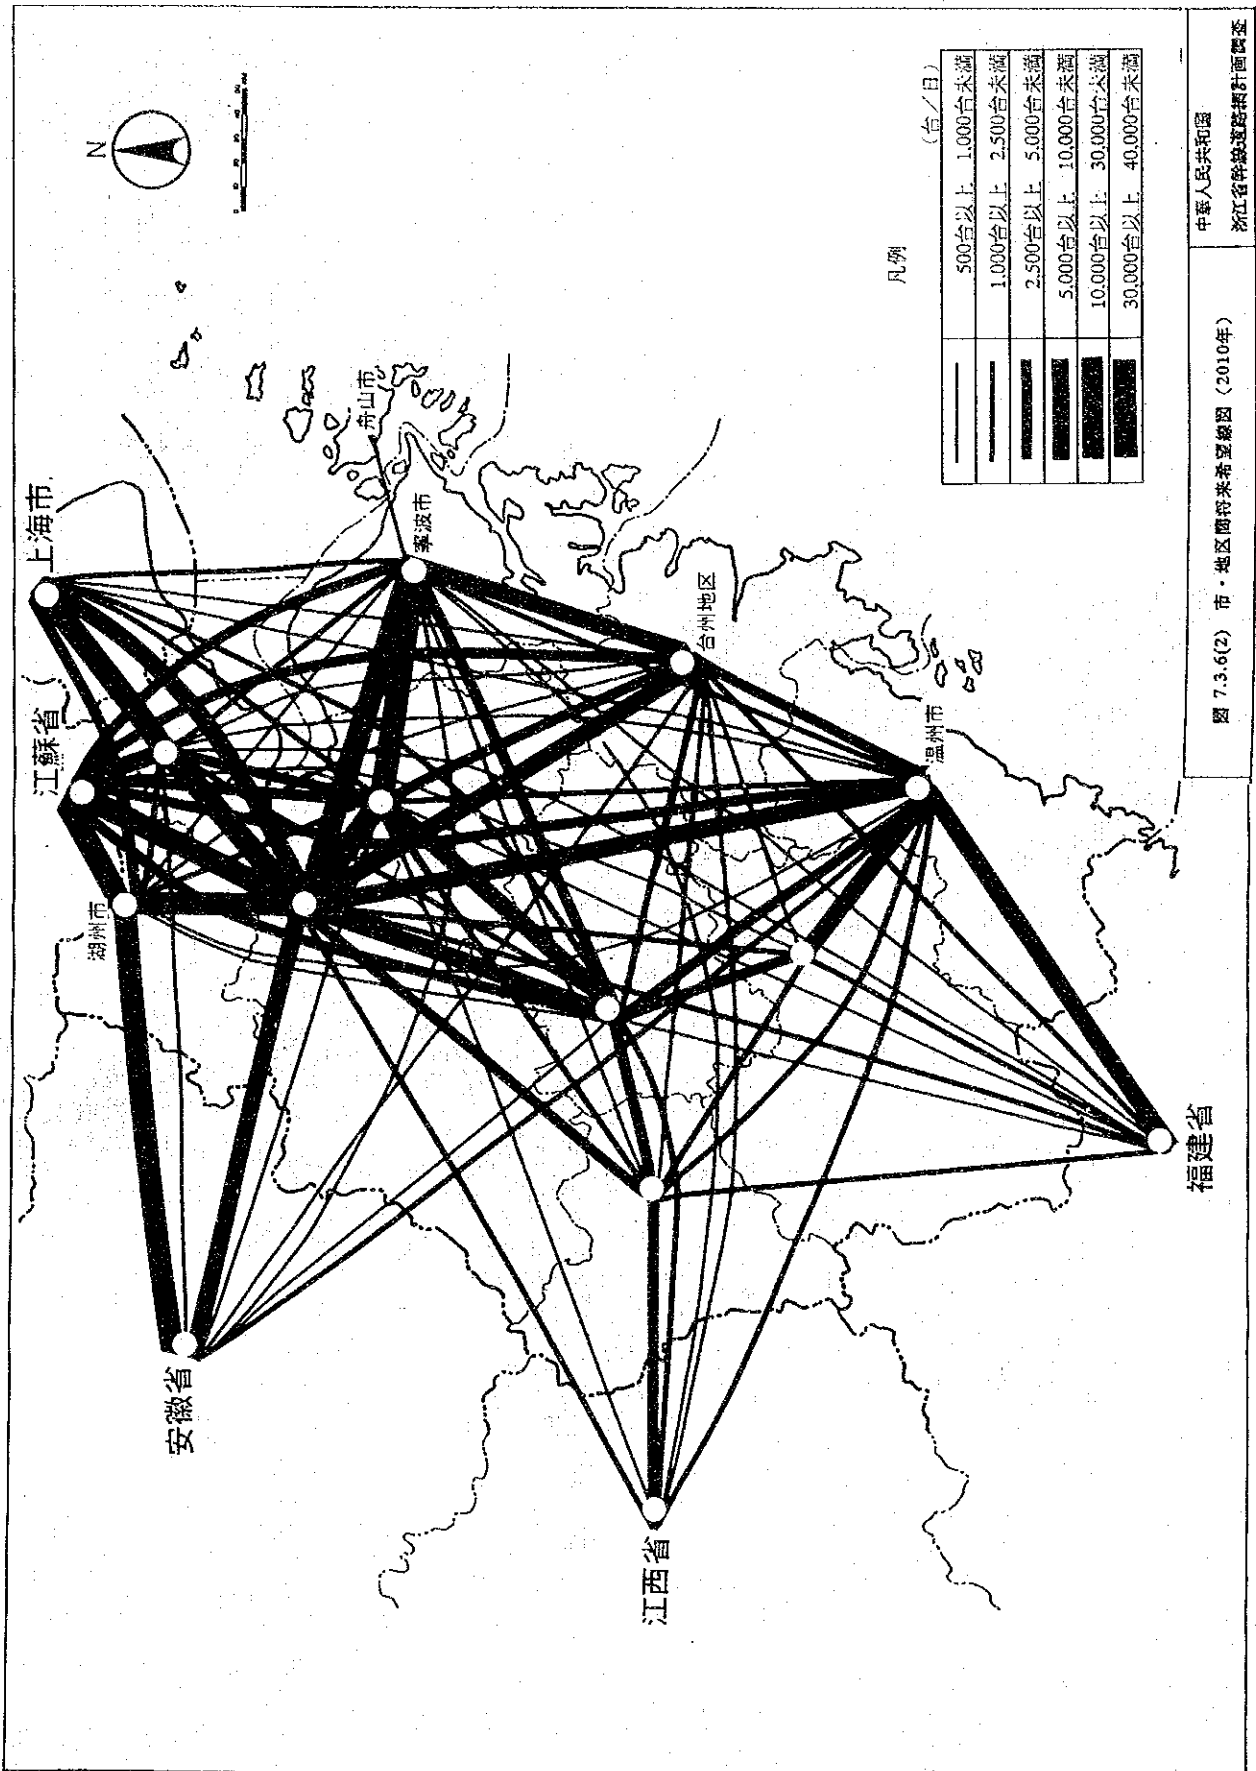 N
上海市
江蘇省
湖州市
舟山市
寧波市
台州地区
温州市
安徽省
江西省
福建省
凡例
(台/日)
500台以上 1,000台未満
1,000台以上 2,500台未満
2,500台以上 5,000台未満
5,000台以上 10,000台未満
10,000台以上 30,000台未満
30,000台以上 40,000台未満
図 7.3.6(2) 市・地区間将来希望線図(2010年)
中華人民共和国
浙江省幹線道路網計画調査